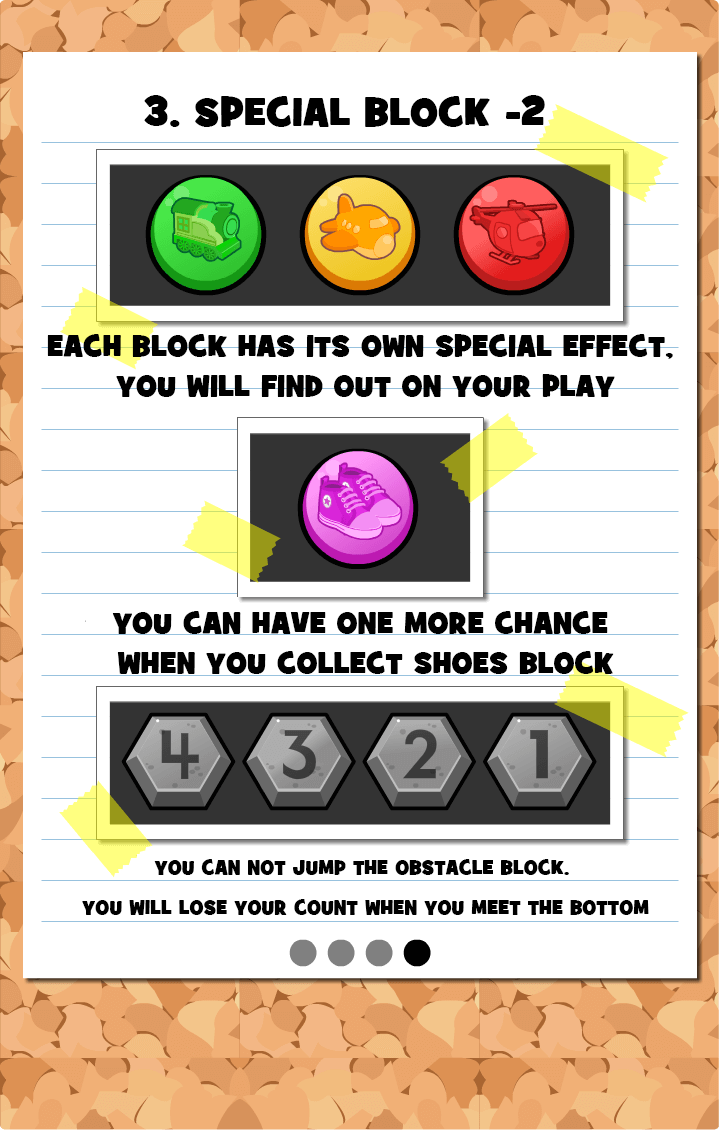 3. SPECIAL BLOCK -2
EACH BLOCK HAS ITS OWN SPECIAL EFFECT.
YOU WILL FIND OUT ON YOUR PLAY
YOU CAN HAVE ONE MORE CHANCE
WHEN YOU COLLECT SHOES BLOCK
4 3 2 1
YOU CAN NOT JUMP THE OBSTACLE BLOCK.
YOU WILL LOSE YOUR COUNT WHEN YOU MEET THE BOTTOM